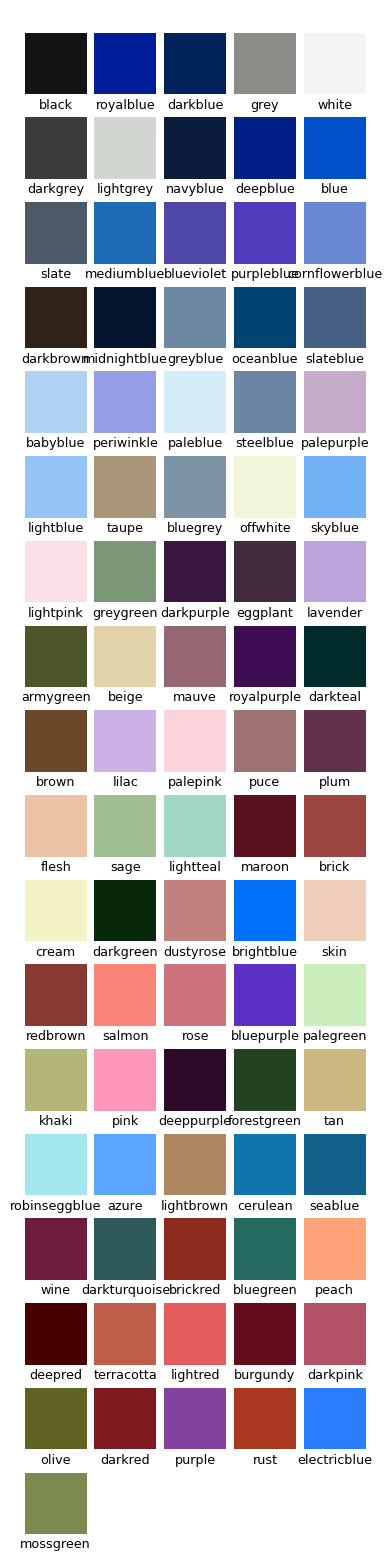 black royalblue darkblue grey white
darkgrey lightgrey navyblue deepblue blue
slate mediumblue blueviolet purpleblue cornflowerblue
darkbrown midnightblue greyblue oceanblue slateblue
babyblue periwinkle paleblue steelblue palepurple
lightblue taupe bluegrey offwhite skyblue
lightpink greygreen darkpurple eggplant lavender
armygreen beige mauve royalpurple darkteal
brown lilac palepink puce plum
flesh sage lightteal maroon brick
cream darkgreen dustyrose brightblue skin
redbrown salmon rose bluepurple palegreen
khaki pink deeppurple forestgreen tan
robinseggblue azure lightbrown cerulean seablue
wine darkturquoise brickred bluegreen peach
deepred terracotta lightred burgundy darkpink
olive darkred purple rust electricblue
mossgreen